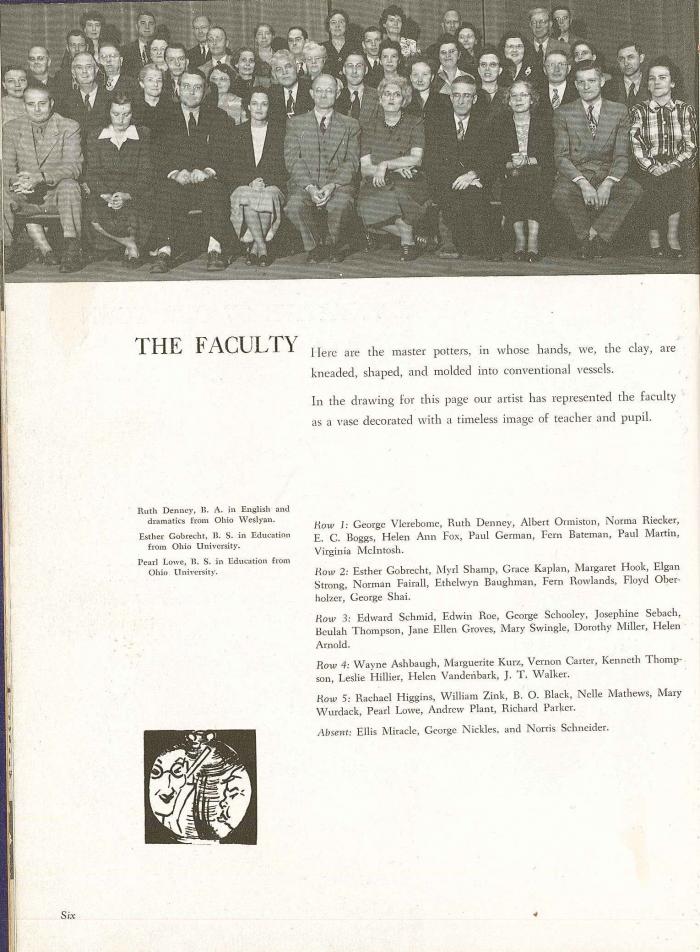 THE FACULTY
Here are the master potters, in whose hands, we, the clay, are
kneaded, shaped, and molded into conventional vessels.
In the drawing for this page our artist has represented the faculty
as a vase decorated with a timeless image of teacher and pupil.
Ruth Denney, B. A. in English and
dramatics from Ohio Weslyan.
Esther Gobrecht, B. S. in Education
from Ohio University.
Pearl Lowe, B. S. in Education from
Ohio University.
Row 1: George Vlerebome, Ruth Denney, Albert Ormiston, Norma Riecker,
E. C. Boggs, Helen Ann Fox, Paul German, Fern Bateman, Paul Martin,
Virginia McIntosh.
Row 2: Esther Gobrecht, Myrl Shamp, Grace Kaplan, Margaret Hook, Elgan
Strong, Norman Fairall, Ethelwyn Baughman, Fern Rowlands, Floyd Ober-
holzer, George Shai.
Row 3: Edward Schmid, Edwin Roe, George Schooley, Josephine Sebach,
Beulah Thompson, Jane Ellen Groves, Mary Swingle, Dorothy Miller, Helen
Arnold.
Row 4: Wayne Ashbaugh, Marguerite Kurz, Vernon Carter, Kenneth Thomp-
son, Leslie Hillier, Helen Vandenbark, J. T. Walker.
Row 5: Rachael Higgins, William Zink, B. O. Black, Nelle Mathews, Mary
Wurdack, Pearl Lowe, Andrew Plant, Richard Parker.
Absent: Ellis Miracle, George Nickles, and Norris Schneider.
Six